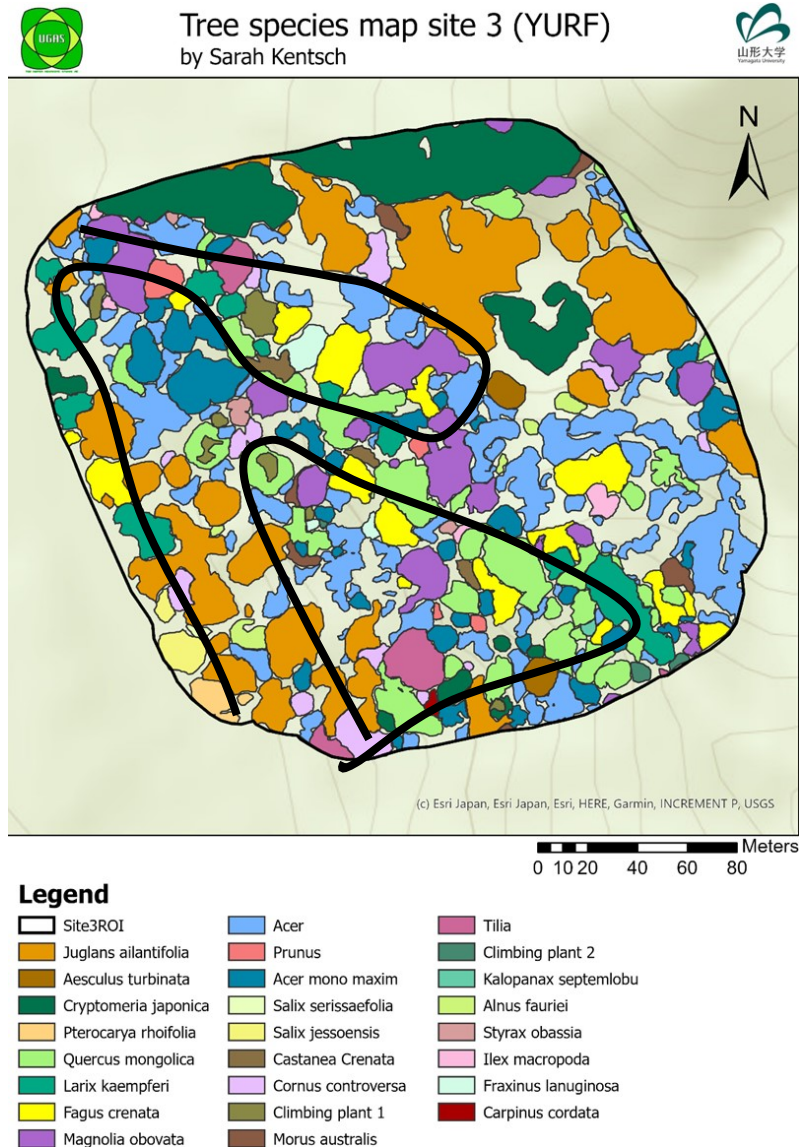 UGAS
Tree species map site 3 (YURF)
by Sarah Kentsch
山形大学
Yamagata University
N
(c) Esri Japan, Esri Japan, Esri, HERE, Garmin, INCREMENT P, USGS
Meters
0 10 20 40 60 80
Legend
Site3ROI
Juglans ailantifolia
Aesculus turbinata
Cryptomeria japonica
Pterocarya rhoifolia
Quercus mongolica
Larix kaempferi
Fagus crenata
Magnolia obovata
Acer
Prunus
Acer mono maxim
Salix serissaefolia
Salix jessoensis
Castanea Crenata
Cornus controversa
Climbing plant 1
Morus australis
Tilia
Climbing plant 2
Kalopanax septemlobu
Alnus fauriei
Styrax obassia
Ilex macropoda
Fraxinus lanuginosa
Carpinus cordata